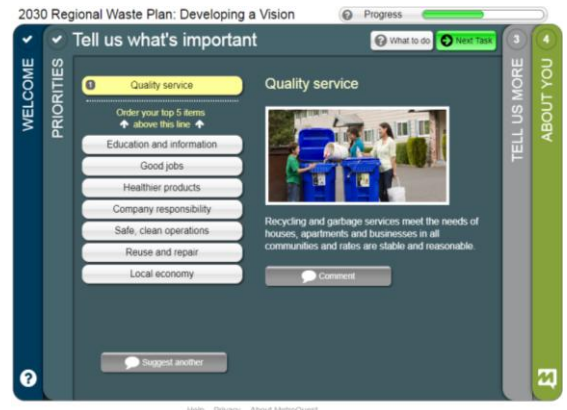 2030 Regional Waste Plan: Developing a Vision
Progress
WELCOME
PRIORITIES
Tell us what's important
What to do
Next Task
1 Quality service
Order your top 5 items
above this line
Education and information
Good jobs
Healthier products
Company responsibility
Safe, clean operations
Reuse and repair
Local economy
Suggest another
Quality service
Recycling and garbage services meet the needs of
houses, apartments and businesses in all
communities and rates are stable and reasonable.
Comment
3
TELL US MORE
4
ABOUT YOU
Help Privacy About MetroQuest